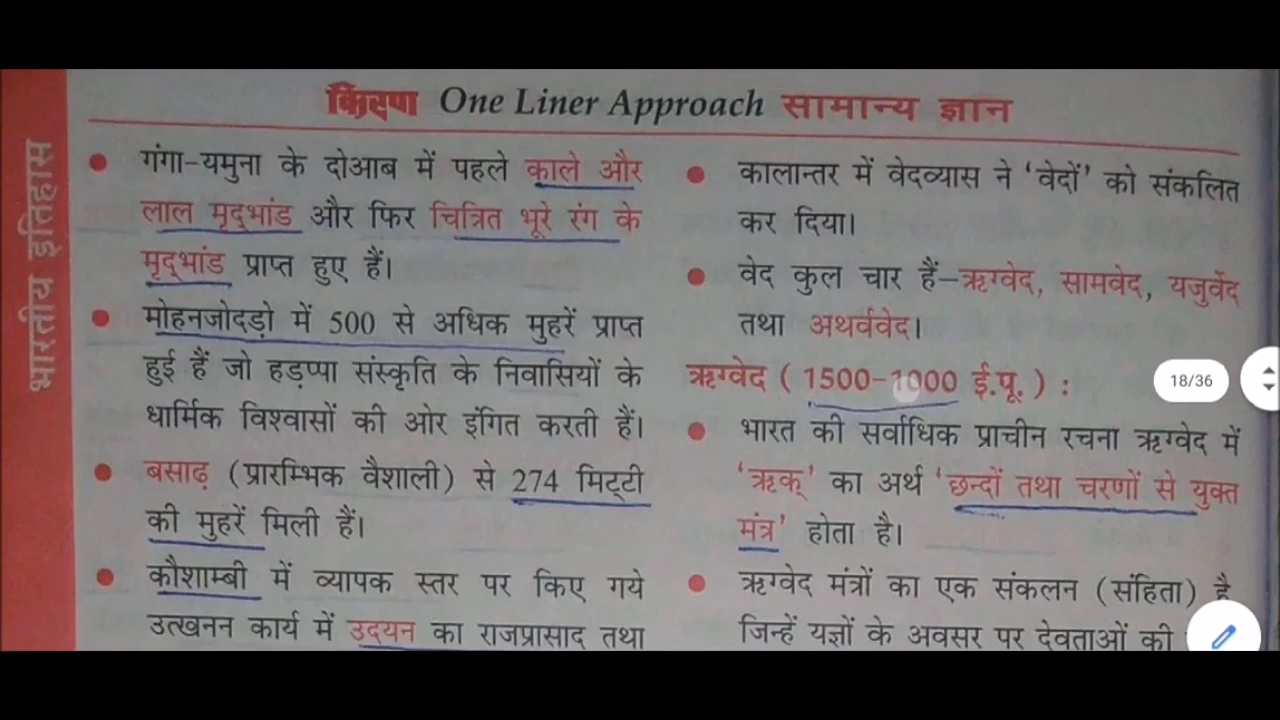 किरण One Liner Approach सामान्य ज्ञान
भारतीय इतिहास
गंगा-यमुना के दोआब में पहले काले और
लाल मृद्भांड और फिर चित्रित भूरे रंग के
मृद्भांड प्राप्त हुए हैं।
मोहनजोदड़ो में 500 से अधिक मुहरें प्राप्त
हुई हैं जो हड़प्पा संस्कृति के निवासियों के
धार्मिक विश्वासों की ओर इंगित करती हैं।
बसाढ़ (प्रारम्भिक वैशाली) से 274 मिट्टी
की मुहरें मिली हैं।
कौशाम्बी में व्यापक स्तर पर किए गये
उत्खनन कार्य में उदयन का राजप्रासाद तथा
कालान्तर में वेदव्यास ने ‘वेदों’ को संकलित
कर दिया।
वेद कुल चार हैं–ऋग्वेद, सामवेद, यजुर्वेद
तथा अथर्ववेद।
ऋग्वेद ( 1500–1000 ई.पू. ) :
भारत की सर्वाधिक प्राचीन रचना ऋग्वेद में
‘ऋक्’ का अर्थ ‘छन्दों तथा चरणों से युक्त
मंत्र’ होता है।
ऋग्वेद मंत्रों का एक संकलन (संहिता) है
जिन्हें यज्ञों के अवसर पर देवताओं की
18/36